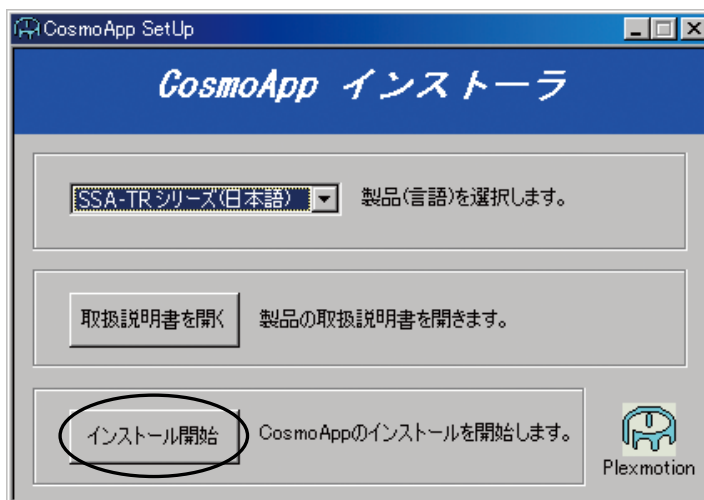 CosmoApp SetUp
CosmoApp インストーラ
SSA-TRシリーズ(日本語)
製品(言語)を選択します。
取扱説明書を開く
製品の取扱説明書を開きます。
インストール開始
CosmoAppのインストールを開始します。
Plexmotion